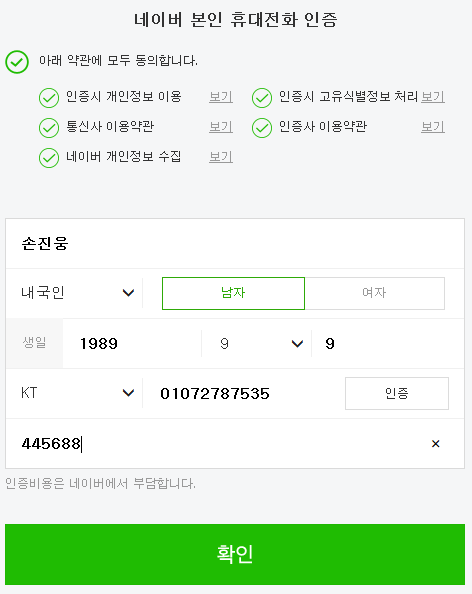 네이버 본인 휴대전화 인증
아래 약관에 모두 동의합니다.
인증시 개인정보 이용 보기 인증시 고유식별정보 처리 보기
통신사 이용약관 보기 인증사 이용약관 보기
네이버 개인정보 수집 보기
손진웅
내국인 남자 여자
생일 1989 9 9
KT 01072787535 인증
445688
인증비용은 네이버에서 부담합니다.
확인